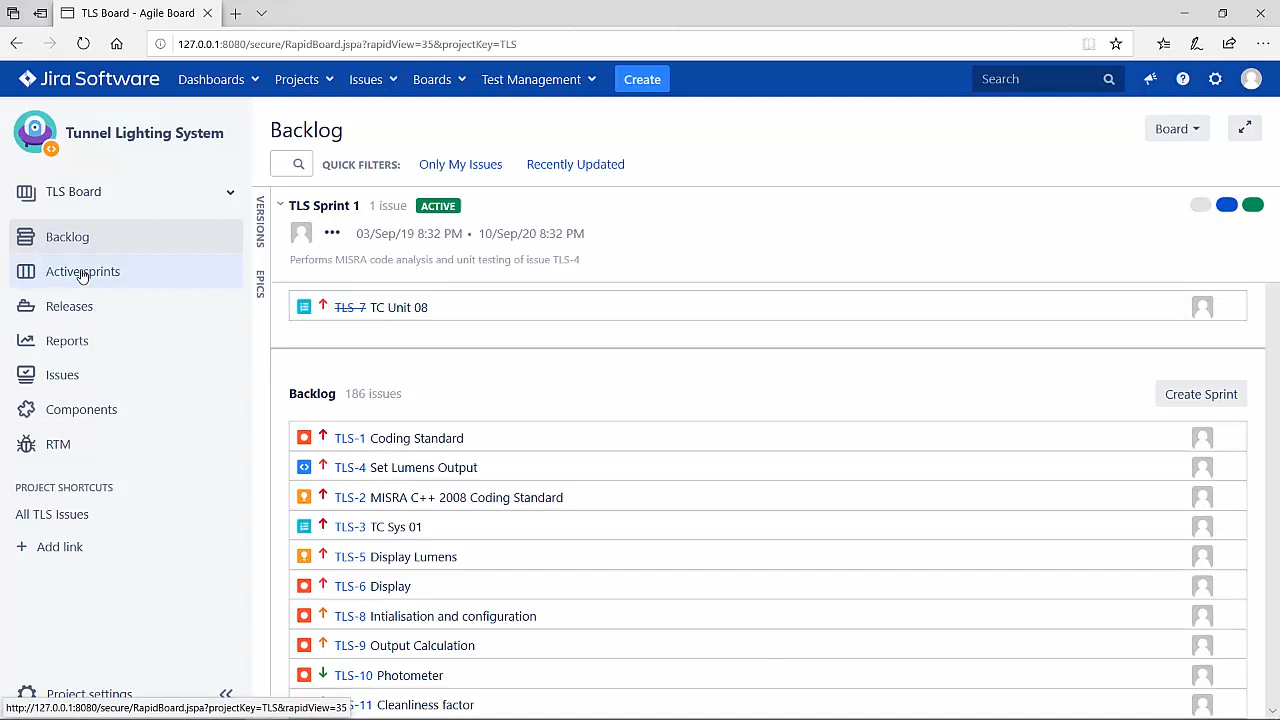 TLS Board - Agile Board
127.0.0.1:8080/secure/RapidBoard.jspa?rapidView=35&projectKey=TLS
Jira Software Dashboards Projects Issues Boards Test Management Create Search
Tunnel Lighting System
TLS Board
Backlog
Active sprints
Releases
Reports
Issues
Components
RTM
PROJECT SHORTCUTS
All TLS Issues
+ Add link
Project settings
http://127.0.0.1:8080/secure/RapidBoard.jspa?projectKey=TLS&rapidView=35
Backlog
Board
QUICK FILTERS: Only My Issues Recently Updated
VERSIONS
EPICS
TLS Sprint 1 1 issue ACTIVE
03/Sep/19 8:32 PM • 10/Sep/20 8:32 PM
Performs MISRA code analysis and unit testing of issue TLS-4
TLS-7 TC Unit 08
Backlog 186 issues
Create Sprint
TLS-1 Coding Standard
TLS-4 Set Lumens Output
TLS-2 MISRA C++ 2008 Coding Standard
TLS-3 TC Sys 01
TLS-5 Display Lumens
TLS-6 Display
TLS-8 Intialisation and configuration
TLS-9 Output Calculation
TLS-10 Photometer
S-11 Cleanliness factor